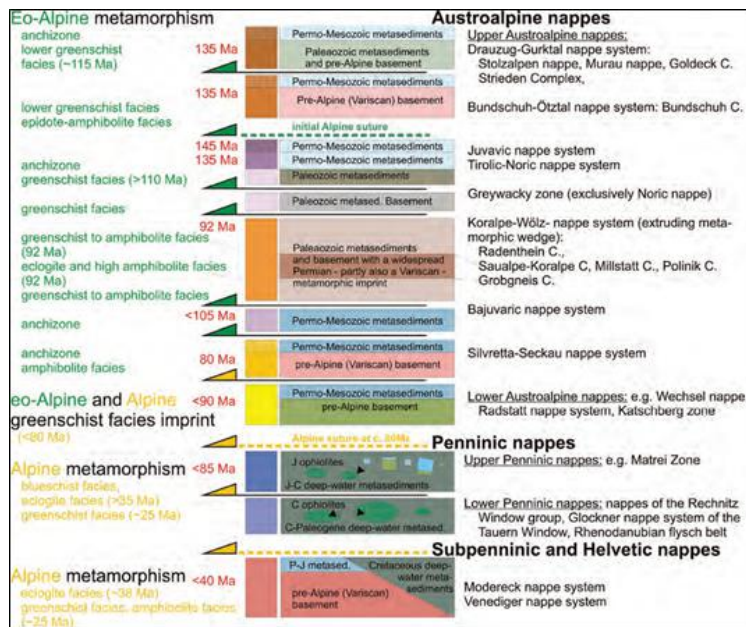 Eo-Alpine metamorphism
Austroalpine nappes
anchizone
lower greenschist
facies (~115 Ma)
135 Ma
Permo-Mesozoic metasediments
Paleaozoic metasediments
and pre-Alpine basement
Upper Austroalpine nappes:
Drauzug-Gurktal nappe system:
Stolzalpen nappe, Murau nappe, Goldeck C.
Strieden Complex,
135 Ma
lower greenschist facies
epidote-amphibolite facies
Permo-Mesozoic metasediments
Pre-Alpine (Variscan) basement
Bundschuh-Ötztal nappe system: Bundschuh C.
initial Alpine suture
145 Ma
135 Ma
anchizone
greenschist facies (>110 Ma)
Permo-Mesozoic metasediments
Permo-Mesozoic metasediments
Paleozoic metasediments
Juvavic nappe system
Tirolic-Noric nappe system
greenschist facies
Paleozoic metased. Basement
Greywacky zone (exclusively Noric nappe)
92 Ma
greenschist to amphibolite facies
(92 Ma)
eclogite and high amphibolite facies
(92 Ma)
greenschist to amphibolite facies
Paleaozoic metasediments
and basement with a widespread
Permian - partly also a Variscan -
metamorphic imprint
Koralpe-Wölz- nappe system (extruding meta-
morphic wedge):
Radenthein C.,
Saualpe-Koralpe C, Millstatt C., Polinik C.
Grobgneis C.
<105 Ma
anchizone
Permo-Mesozoic metasediments
Bajuvaric nappe system
anchizone
amphibolite facies
80 Ma
Permo-Mesozoic metasediments
pre-Alpine (Variscan) basement
Silvretta-Seckau nappe system
eo-Alpine and Alpine
greenschist facies imprint
(<80 Ma)
<90 Ma
Permo-Mesozoic metasediments
pre-Alpine basement
Lower Austroalpine nappes: e.g. Wechsel nappe
Radstatt nappe system, Katschberg zone
Alpine suture at c.
Penninic nappes
Alpine metamorphism
blueschist facies,
eclogite facies (>35 Ma)
greenschist facies (~25 Ma)
<85 Ma
J ophiolites
J-C deep-water metasediments
Upper Penninic nappes: e.g. Matrei Zone
C ophiolites
C-Paleogene deep-water metased.
Lower Penninic nappes: nappes of the Rechnitz
Window group, Glockner nappe system of the
Tauern Window, Rhenodanubian flysch belt
Subpenninic and Helvetic nappes
Alpine metamorphism
eclogite facies (~38 Ma)
greenschist facies, amphibolite facies
(~25 Ma)
<40 Ma
P-J metased.
Cretaceous deep-
water meta-
sediments
pre-Alpine (Variscan)
basement
Modereck nappe system
Venediger nappe system